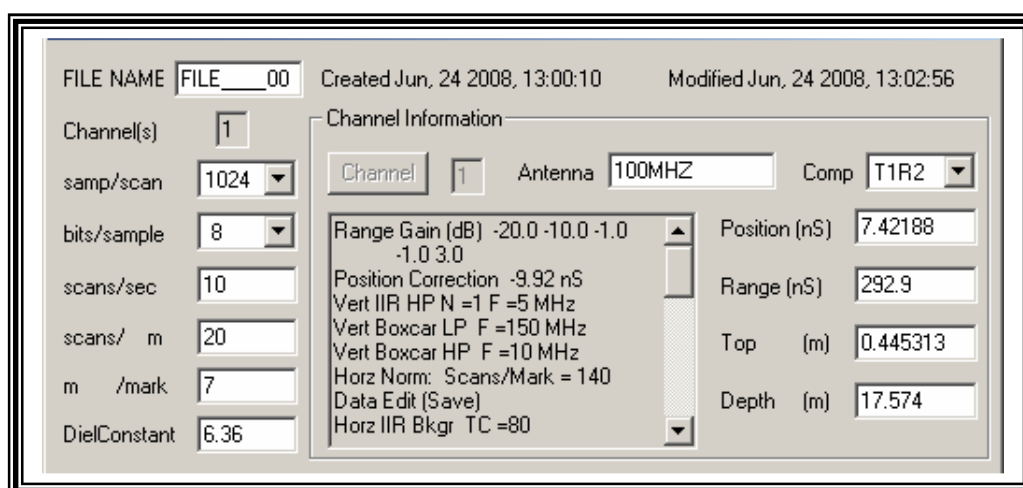 FILE NAME FILE____00 Created Jun, 24 2008, 13:00:10 Modified Jun, 24 2008, 13:02:56
Channel(s) 1
samp/scan 1024
bits/sample 8
scans/sec 10
scans/ m 20
m /mark 7
DielConstant 6.36
Channel Information
Channel 1 Antenna 100MHZ Comp T1R2
Range Gain (dB) -20.0 -10.0 -1.0
-1.0 3.0
Position Correction -9.92 nS
Vert IIR HP N =1 F =5 MHz
Vert Boxcar LP F =150 MHz
Vert Boxcar HP F =10 MHz
Horz Norm: Scans/Mark = 140
Data Edit (Save)
Horz IIR Bkgr TC =80
Position (nS) 7.42188
Range (nS) 292.9
Top (m) 0.445313
Depth (m) 17.574